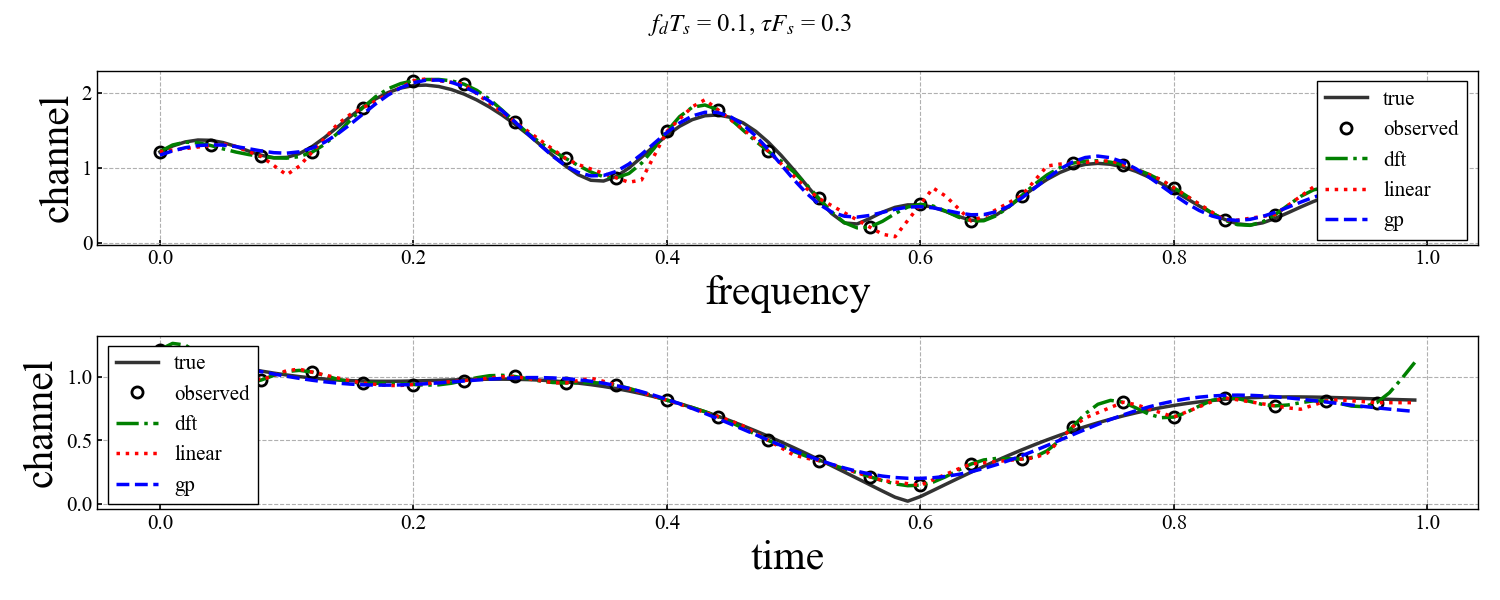 f_dT_s = 0.1, τF_s = 0.3
channel
2
1
0
true
observed
dft
linear
gp
0.0 0.2 0.4 0.6 0.8 1.0
frequency
channel
1.0
0.5
0.0
true
observed
dft
linear
gp
0.0 0.2 0.4 0.6 0.8 1.0
time